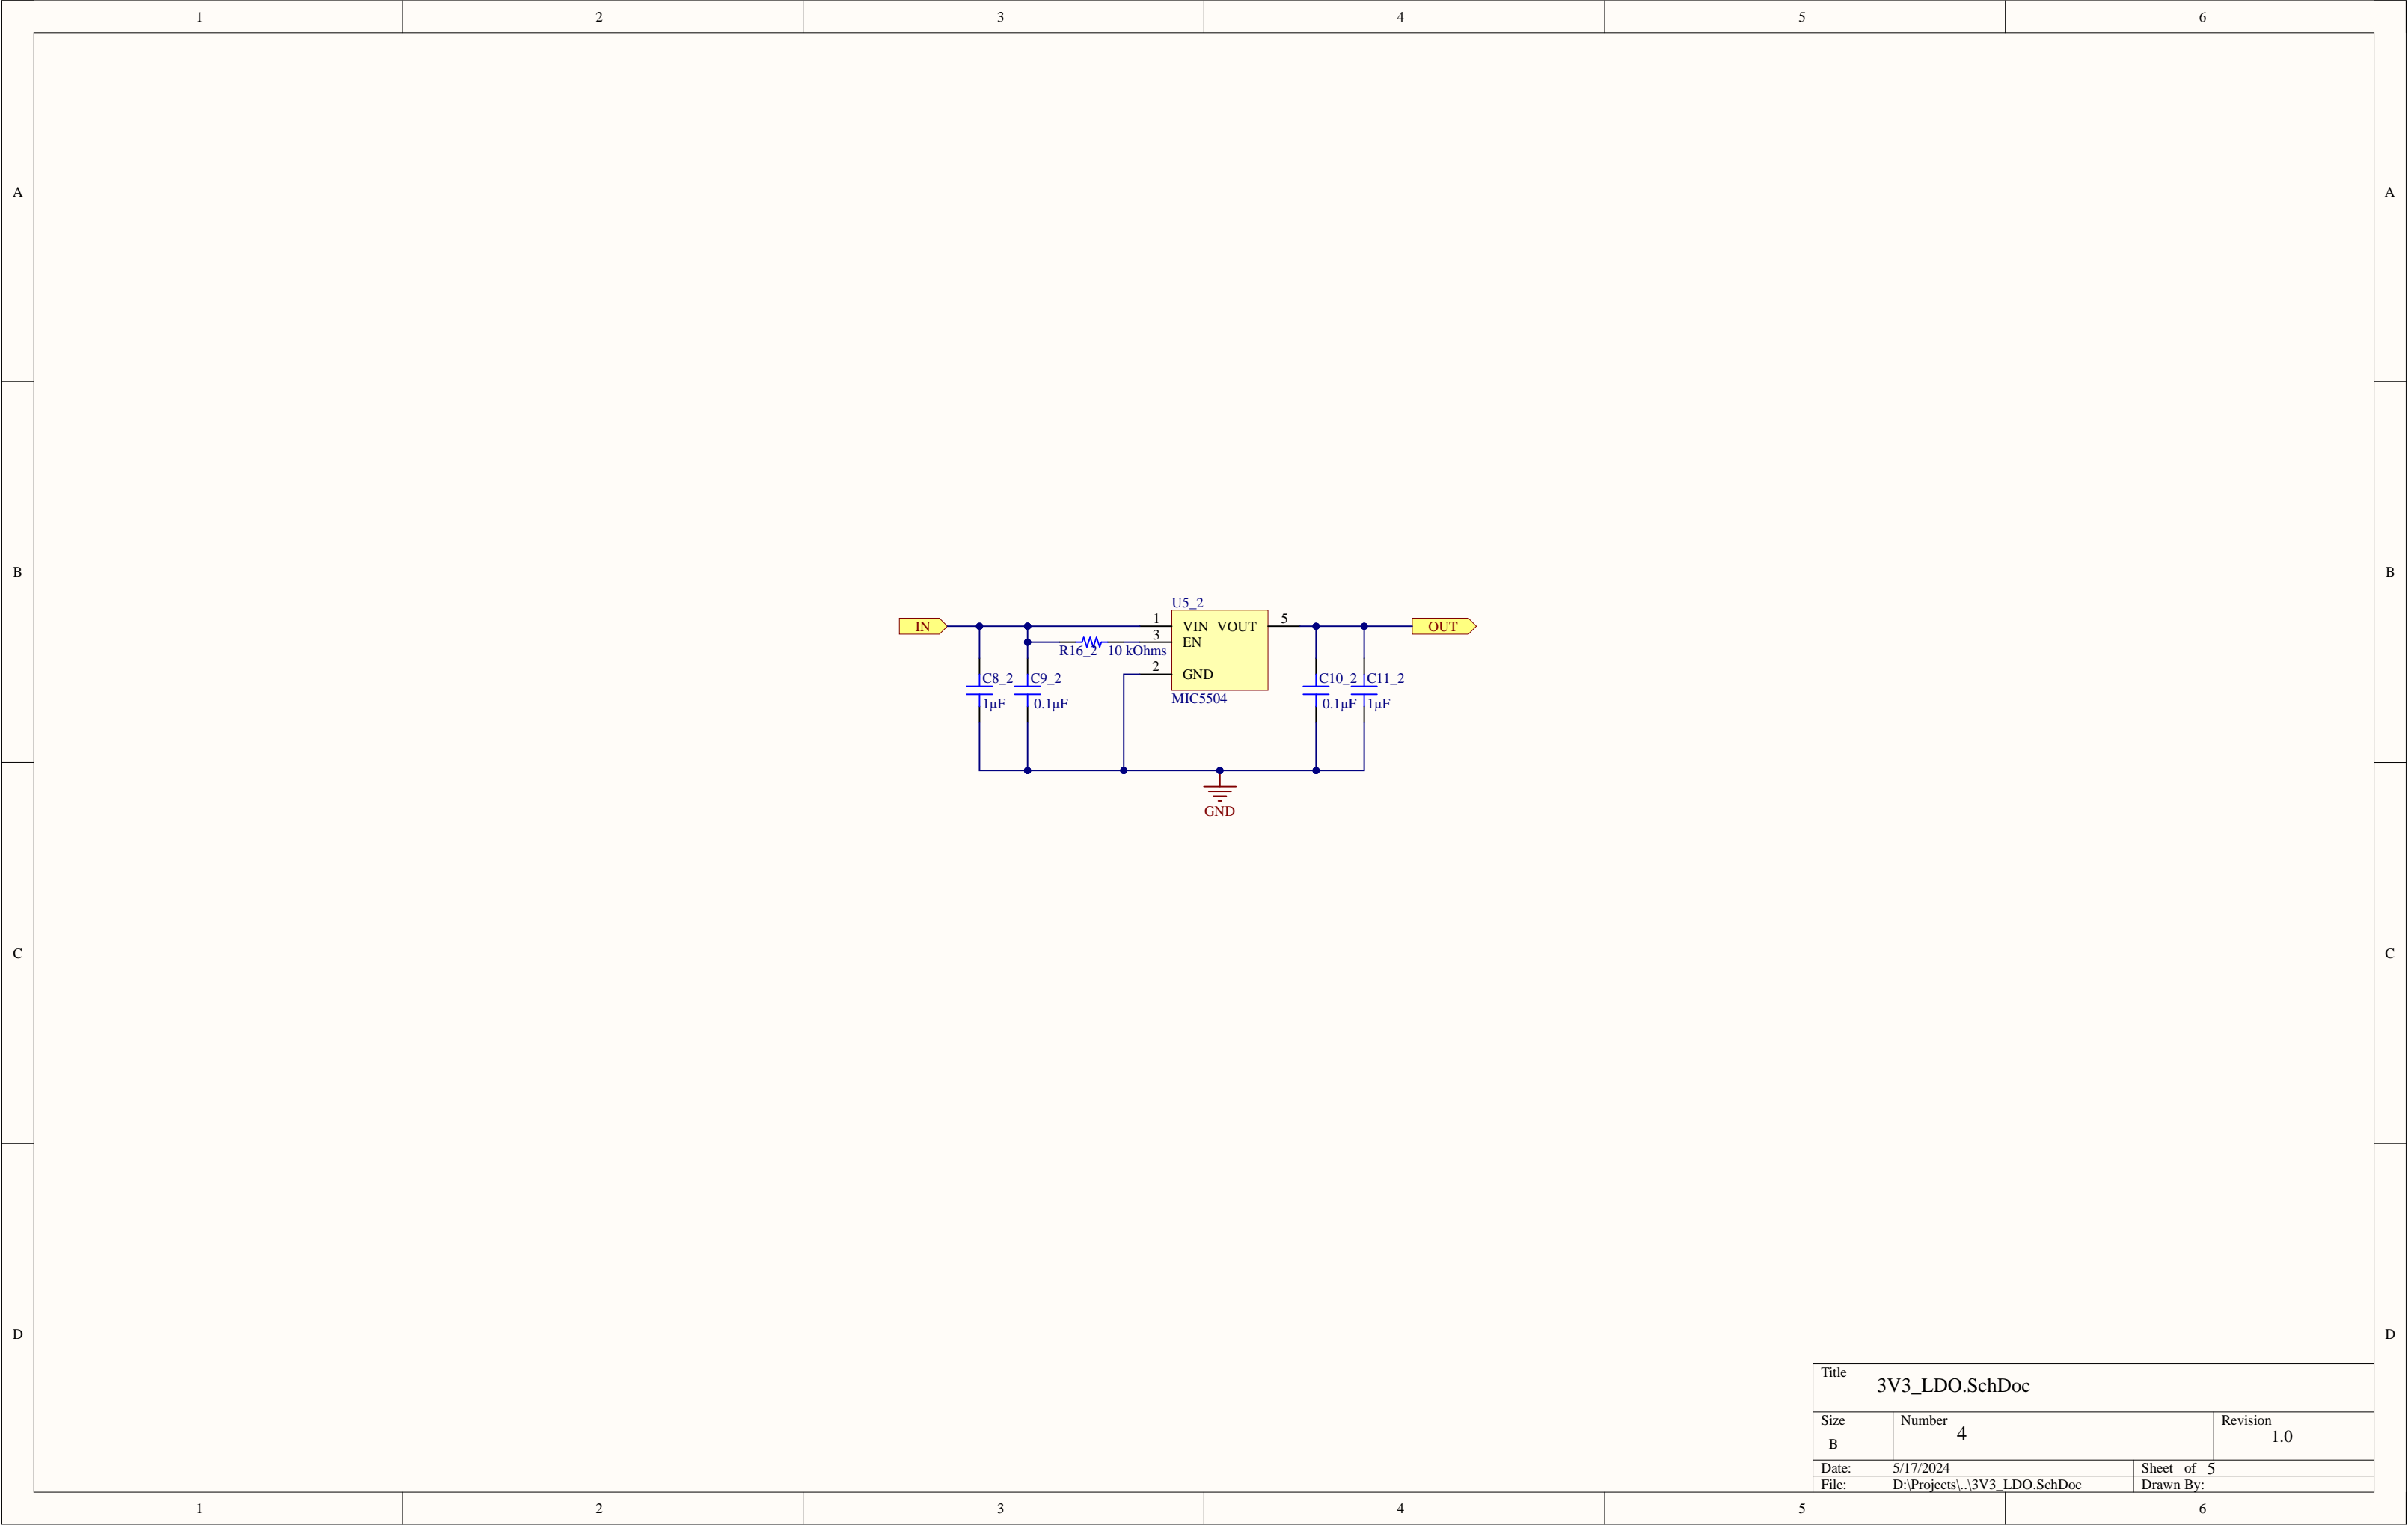 1 2 3 4 5 6
A A
B B
U5_2
IN 1 VIN VOUT 5 OUT
3 EN
R16_2 10 kOhms
2 GND
C8_2 C9_2 C10_2 C11_2
MIC5504
1µF 0.1µF 0.1µF 1µF
GND
C C
D D
Title
3V3_LDO.SchDoc
Size Number Revision
B 4 1.0
Date: 5/17/2024 Sheet of 5
File: D:\Projects\..\3V3_LDO.SchDoc Drawn By:
1 2 3 4 5 6